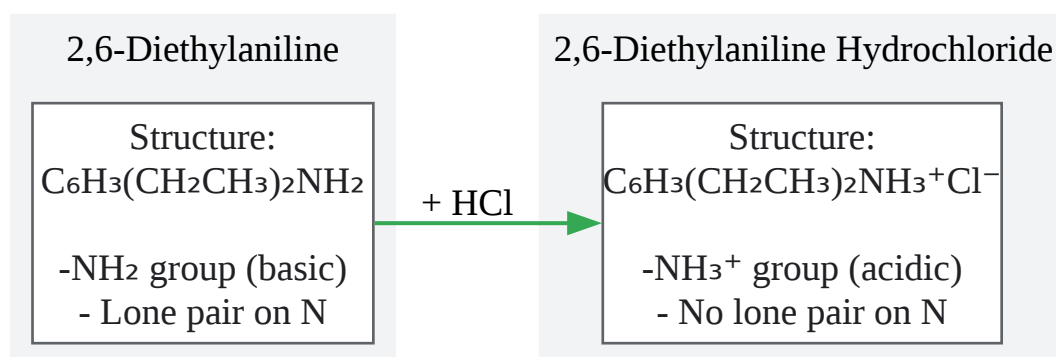 2,6-Diethylaniline
Structure:
C₆H₃(CH₂CH₃)₂NH₂
-NH₂ group (basic)
- Lone pair on N
+ HCl
2,6-Diethylaniline Hydrochloride
Structure:
C₆H₃(CH₂CH₃)₂NH₃⁺Cl⁻
-NH₃⁺ group (acidic)
- No lone pair on N